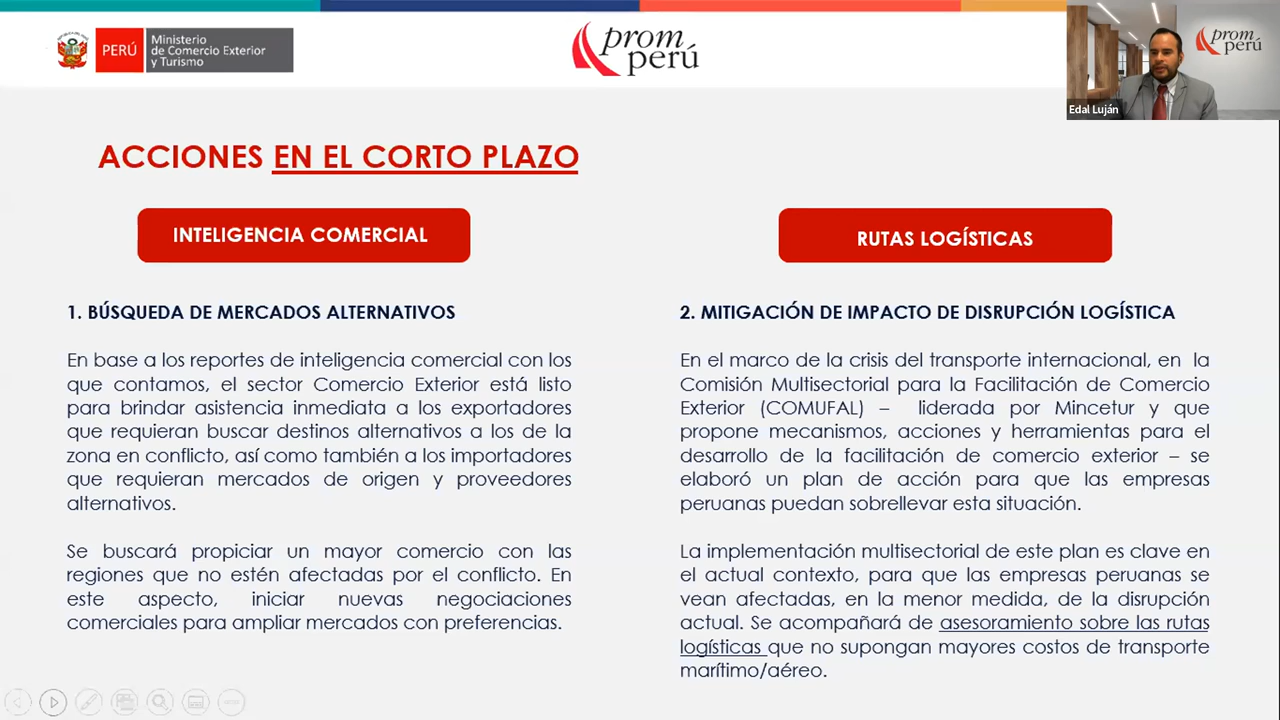 PERÚ
Ministerio
de Comercio Exterior
y Turismo
prom
perú
prom
perú
Edal Luján
ACCIONES EN EL CORTO PLAZO
INTELIGENCIA COMERCIAL
1. BÚSQUEDA DE MERCADOS ALTERNATIVOS
En base a los reportes de inteligencia comercial con los
que contamos, el sector Comercio Exterior está listo
para brindar asistencia inmediata a los exportadores
que requieran buscar destinos alternativos a los de la
zona en conflicto, así como también a los importadores
que requieran mercados de origen y proveedores
alternativos.
Se buscará propiciar un mayor comercio con las
regiones que no estén afectadas por el conflicto. En
este aspecto, iniciar nuevas negociaciones
comerciales para ampliar mercados con preferencias.
RUTAS LOGÍSTICAS
2. MITIGACIÓN DE IMPACTO DE DISRUPCIÓN LOGÍSTICA
En el marco de la crisis del transporte internacional, en la
Comisión Multisectorial para la Facilitación de Comercio
Exterior (COMUFAL) – liderada por Mincetur y que
propone mecanismos, acciones y herramientas para el
desarrollo de la facilitación de comercio exterior – se
elaboró un plan de acción para que las empresas
peruanas puedan sobrellevar esta situación.
La implementación multisectorial de este plan es clave en
el actual contexto, para que las empresas peruanas se
vean afectadas, en la menor medida, de la disrupción
actual. Se acompañará de asesoramiento sobre las rutas
logísticas que no supongan mayores costos de transporte
marítimo/aéreo.